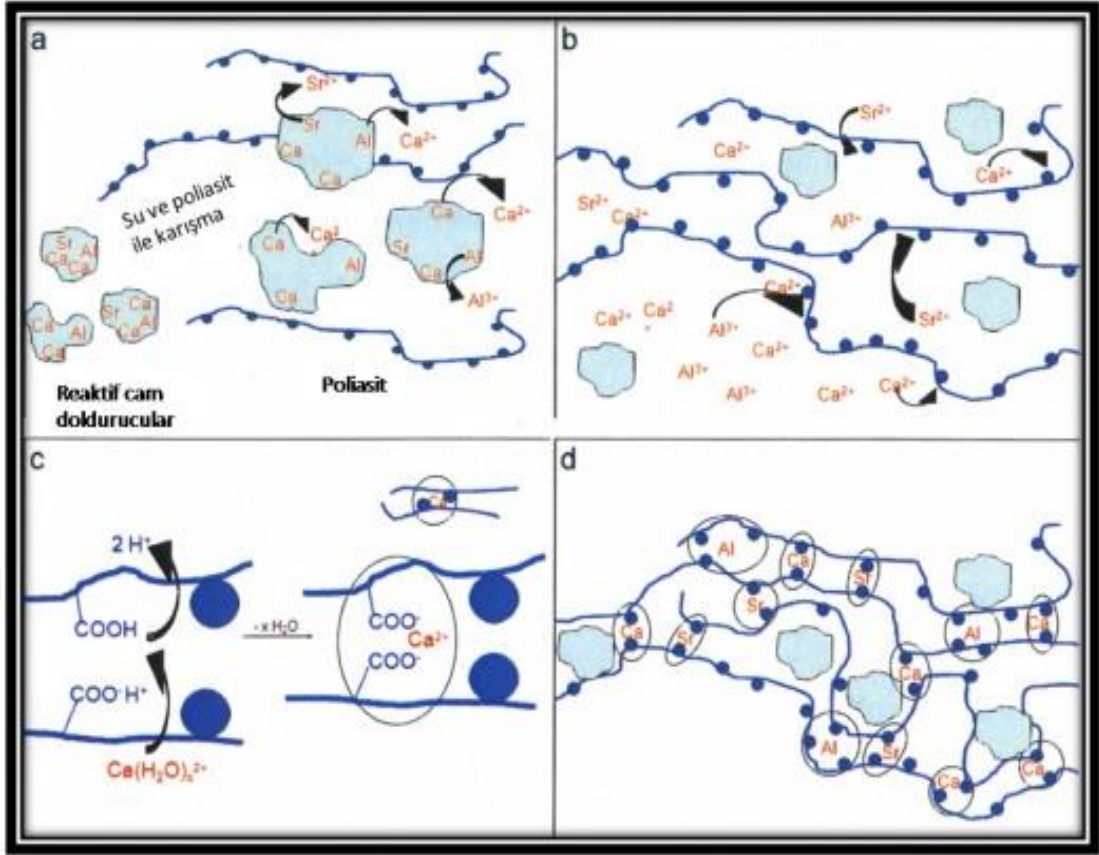 a
Sr²⁺
Sr
Al
Ca²⁺
Ca
Ca
Su ve poliasit
ile karışma
Ca
Ca²⁺
Sr
Al
Ca
Al³⁺
Ca
Ca²
Al
Ca
Sr
Al
Ca
Ca
Sr
Ca
Al
Ca
Ca
Al
Ca
Reaktif cam
doldurucular
Poliasit
b
Sr²⁺
Ca²⁺
Ca²⁺
Sr²⁺
Ca²⁺
Al³⁺
Ca²⁺
Ca²⁺
Ca²
Al³⁺
Sr²⁺
Ca²⁺
Al³⁺
Al³⁺
Ca²⁺
Ca²⁺
c
Ca
2 H⁺
COOH
- x H₂O
COO⁻
Ca²⁺
COO⁻
COO⁻H⁺
Ca(H₂O)ₓ²⁺
d
Al
Ca
Sr
Sr
Ca
Sr
Al
Ca
Ca
Al
Sr
Ca
Ca